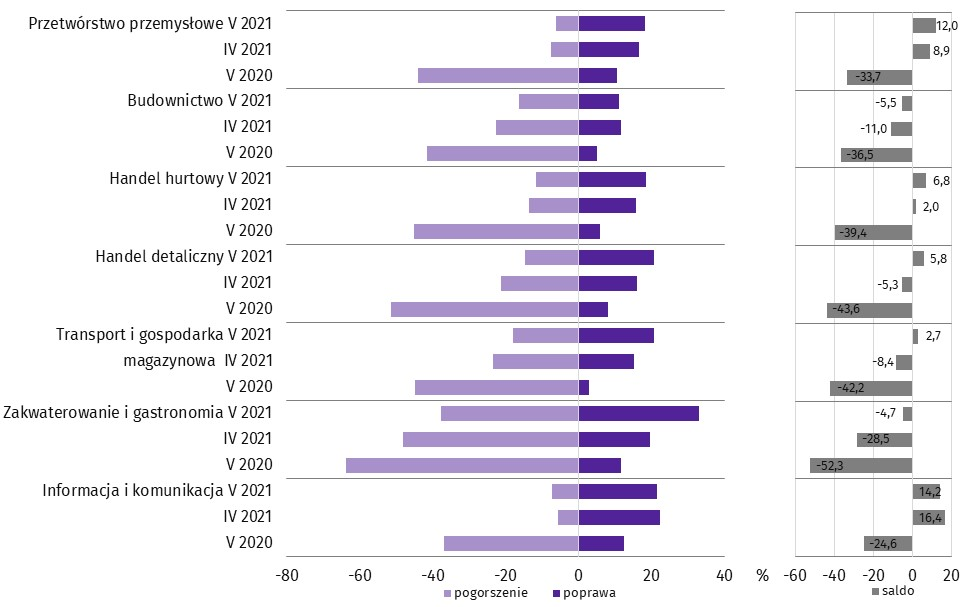 Przetwórstwo przemysłowe V 2021 12,0
IV 2021 8,9
V 2020 -33,7
Budownictwo V 2021 -5,5
IV 2021 -11,0
V 2020 -36,5
Handel hurtowy V 2021 6,8
IV 2021 2,0
V 2020 -39,4
Handel detaliczny V 2021 5,8
IV 2021 -5,3
V 2020 -43,6
Transport i gospodarka V 2021 2,7
magazynowa IV 2021 -8,4
V 2020 -42,2
Zakwaterowanie i gastronomia V 2021 -4,7
IV 2021 -28,5
V 2020 -52,3
Informacja i komunikacja V 2021 14,2
IV 2021 16,4
V 2020 -24,6
-80 -60 -40 -20 0 20 40 % -60 -40 -20 0 20
pogorszenie poprawa saldo